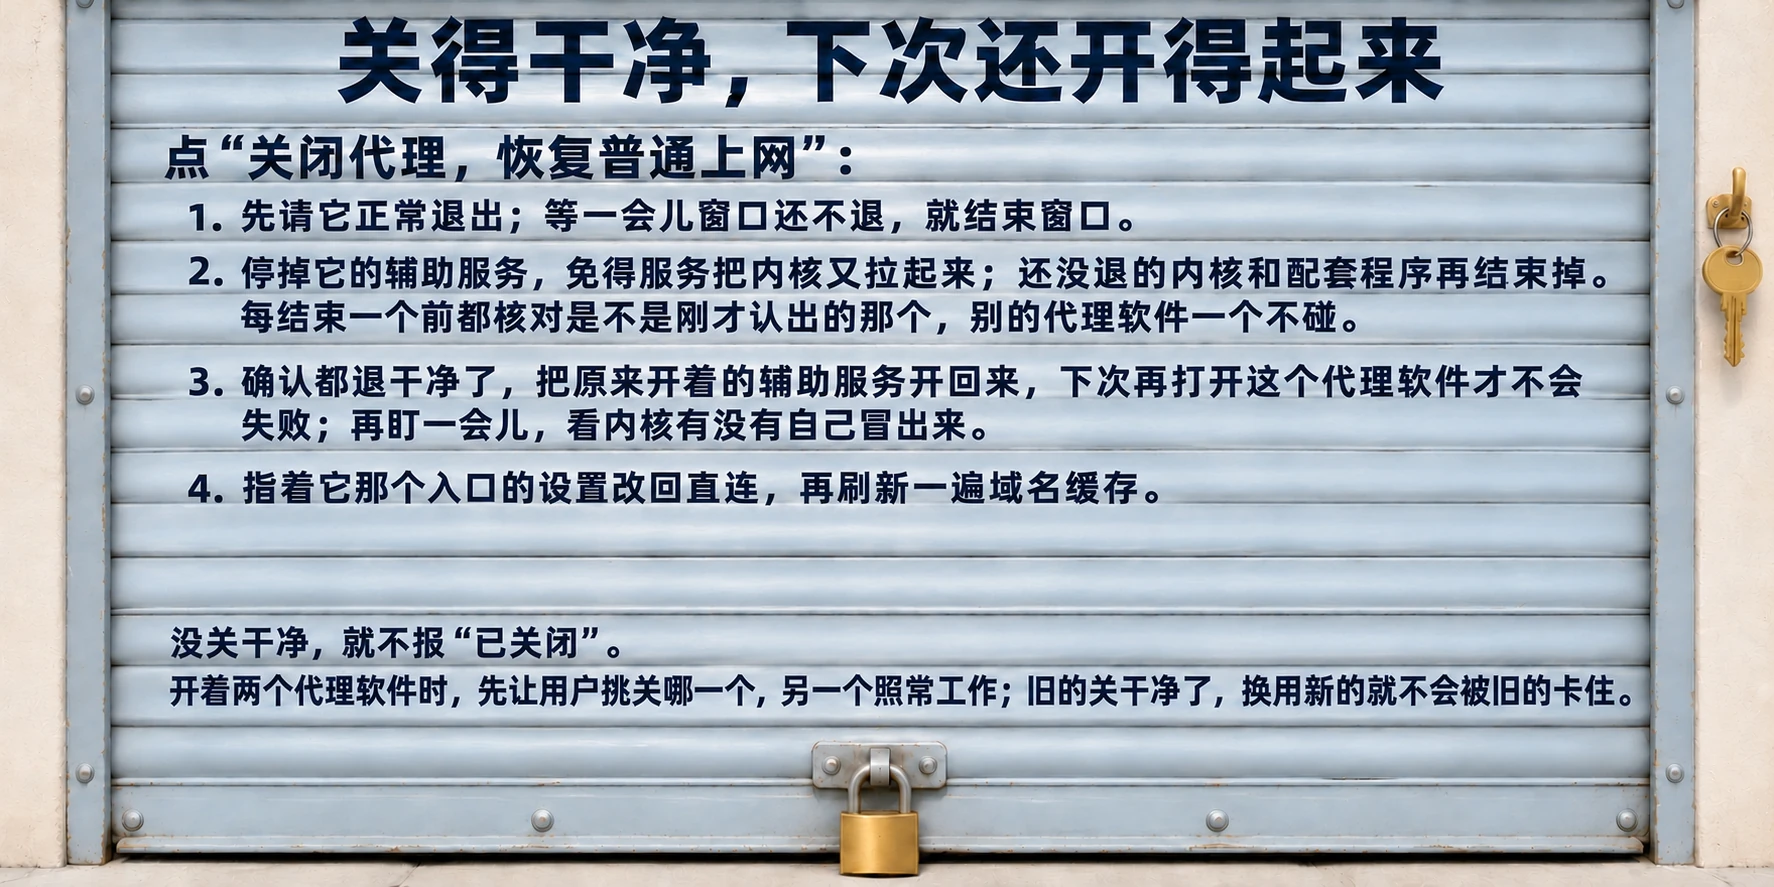 关得干净，下次还开得起来
点“关闭代理，恢复普通上网”：
1. 先请它正常退出；等一会儿窗口还不退，就结束窗口。
2. 停掉它的辅助服务，免得服务把内核又拉起来；还没退的内核和配套程序再结束掉。
每结束一个前都核对是不是刚才认出的那个，别的代理软件一个不碰。
3. 确认都退干净了，把原来开着的辅助服务开回来，下次再打开这个代理软件才不会
失败；再盯一会儿，看内核有没有自己冒出来。
4. 指着它那个入口的设置改回直连，再刷新一遍域名缓存。
没关干净，就不报“已关闭”。
开着两个代理软件时，先让用户挑关哪一个，另一个照常工作；旧的关干净了，换用新的就不会被旧的卡住。